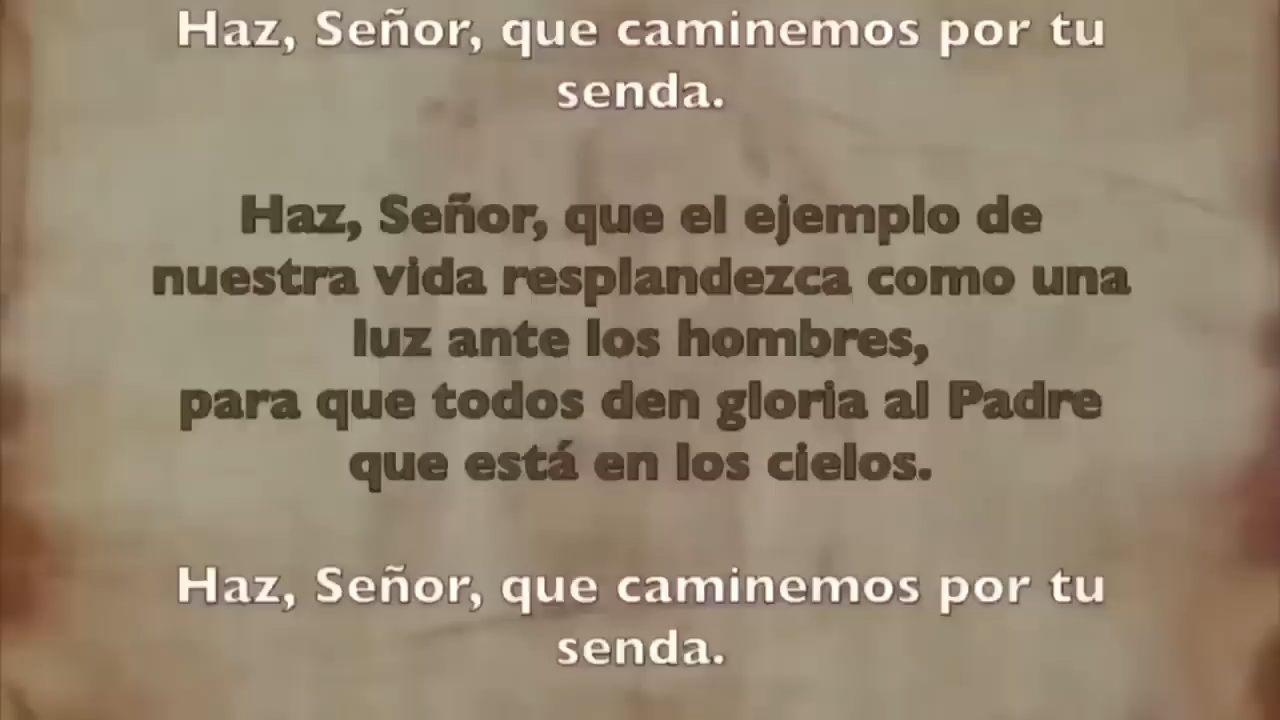 Haz, Señor, que caminemos por tu
senda.
Haz, Señor, que el ejemplo de
nuestra vida resplandezca como una
luz ante los hombres,
para que todos den gloria al Padre
que está en los cielos.
Haz, Señor, que caminemos por tu
senda.